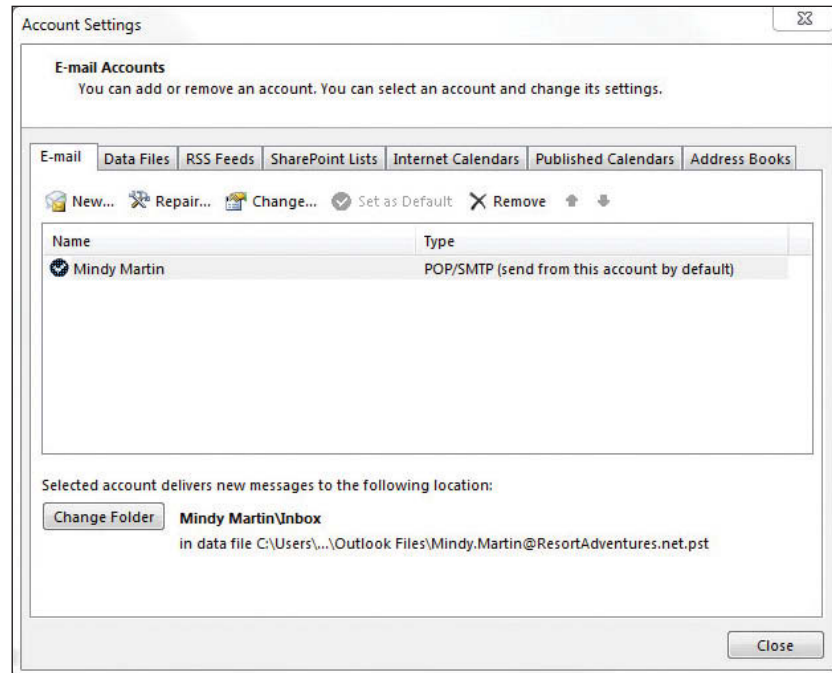 Account Settings
E-mail Accounts
You can add or remove an account. You can select an account and change its settings.
E-mail Data Files RSS Feeds SharePoint Lists Internet Calendars Published Calendars Address Books
New... Repair... Change... Set as Default Remove
Name Type
Mindy Martin POP/SMTP (send from this account by default)
Selected account delivers new messages to the following location:
Change Folder Mindy Martin\Inbox
in data file C:\Users\...\Outlook Files\Mindy.Martin@ResortAdventures.net.pst
Close